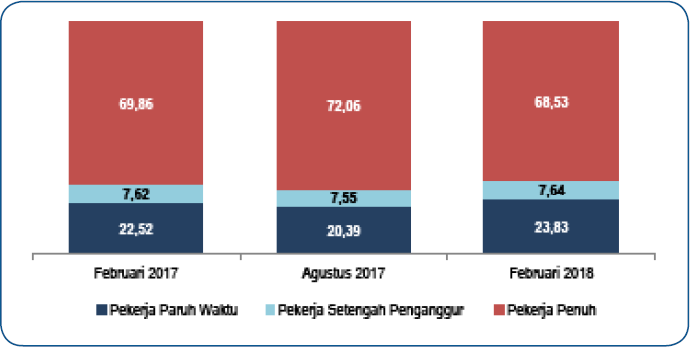 69,86 72,06 68,53
7,62 7,55 7,64
22,52 20,39 23,83
Februari 2017 Agustus 2017 Februari 2018
Pekerja Paruh Waktu Pekerja Setengah Penganggur Pekerja Penuh